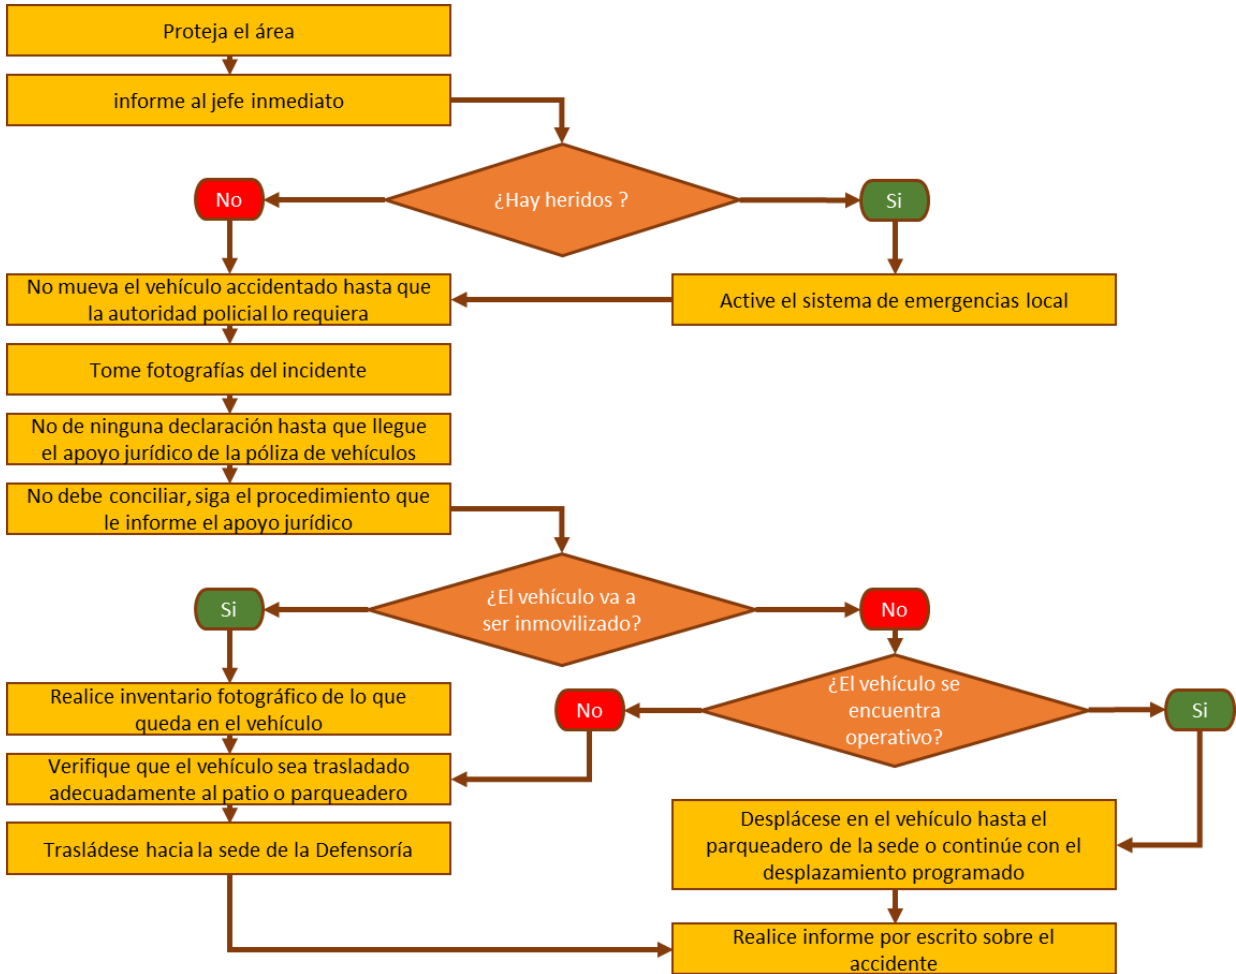 Proteja el área
informe al jefe inmediato
¿Hay heridos ?
No
Si
No mueva el vehículo accidentado hasta que
la autoridad policial lo requiera
Active el sistema de emergencias local
Tome fotografías del incidente
No de ninguna declaración hasta que llegue
el apoyo jurídico de la póliza de vehículos
No debe conciliar, siga el procedimiento que
le informe el apoyo jurídico
¿El vehículo va a
ser inmovilizado?
Si
No
Realice inventario fotográfico de lo que
queda en el vehículo
¿El vehículo se
encuentra
operativo?
No
Si
Verifique que el vehículo sea trasladado
adecuadamente al patio o parqueadero
Trasládese hacia la sede de la Defensoría
Desplácese en el vehículo hasta el
parqueadero de la sede o continúe con el
desplazamiento programado
Realice informe por escrito sobre el
accidente